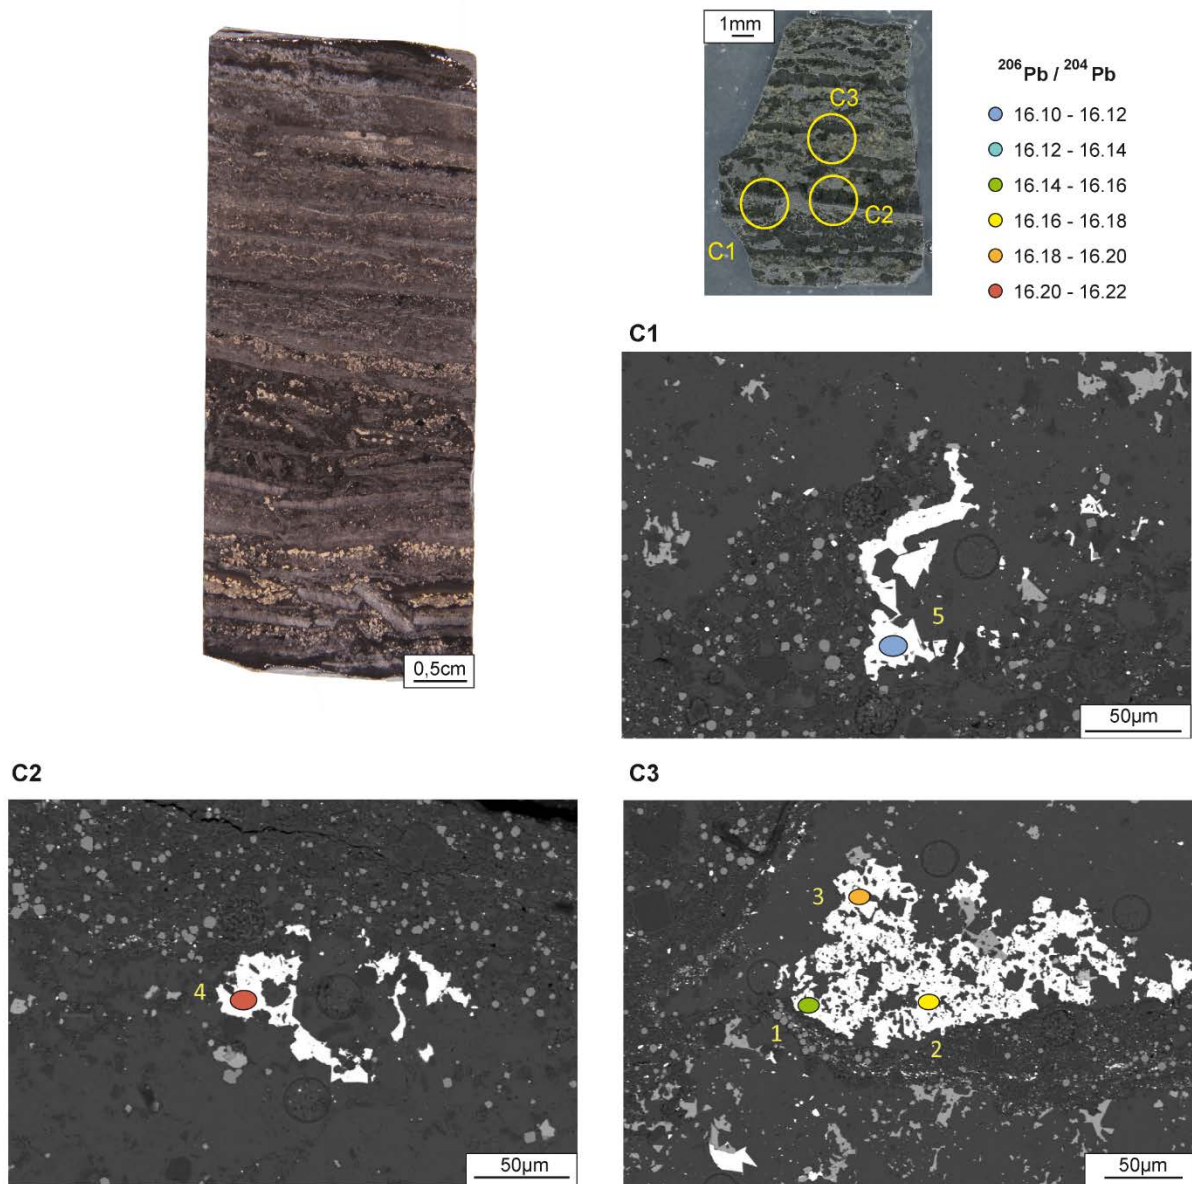 1mm
C3
C2
C1
206Pb / 204Pb
16.10 - 16.12
16.12 - 16.14
16.14 - 16.16
16.16 - 16.18
16.18 - 16.20
16.20 - 16.22
0,5cm
C1
5
50µm
C2
4
50µm
C3
3
1
2
50µm